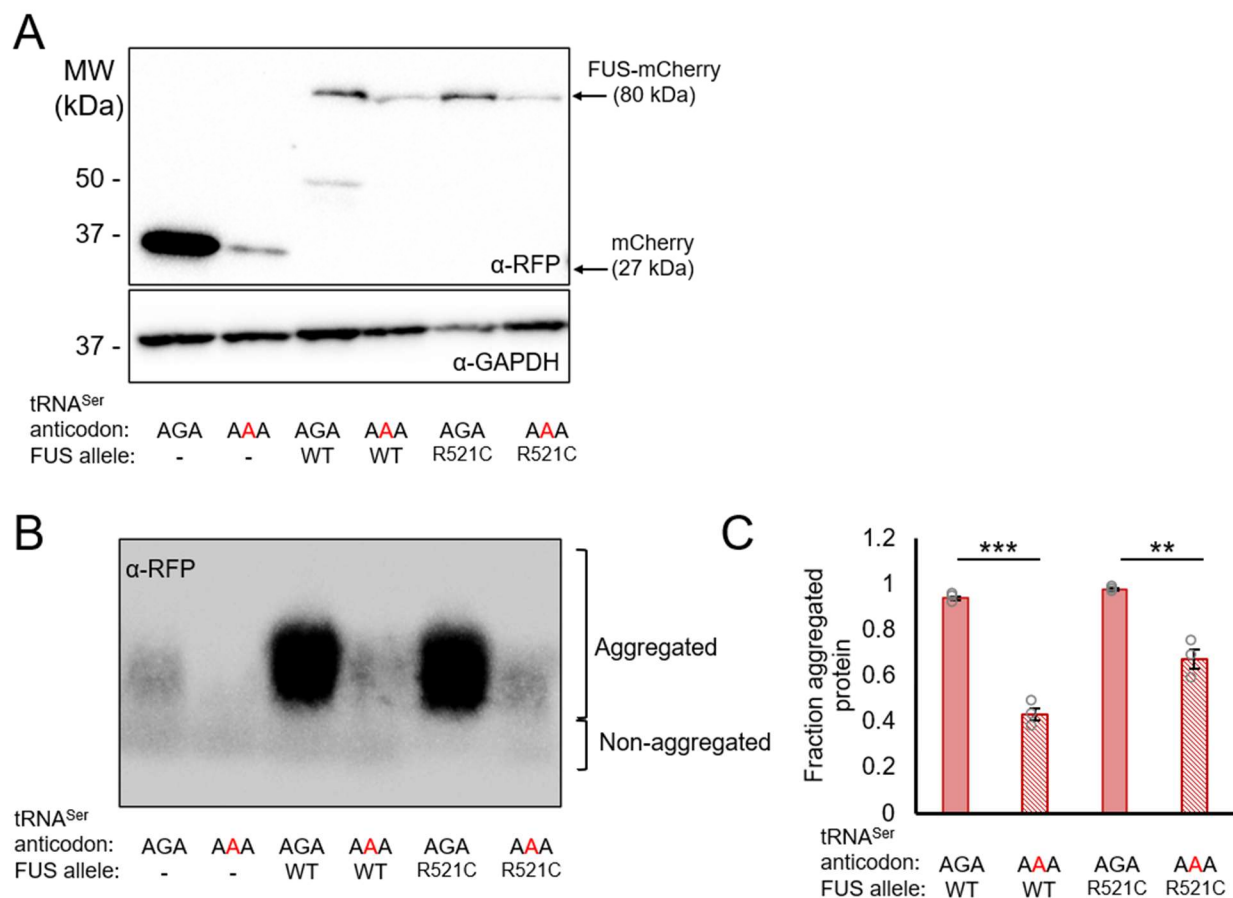 A
MW
(kDa)
50 -
37 -
FUS-mCherry
(80 kDa)
mCherry
(27 kDa)
α-RFP
37 -
α-GAPDH
tRNASer
anticodon: AGA AAA AGA AAA AGA AAA
FUS allele: - - WT WT R521C R521C
B
α-RFP
Aggregated
Non-aggregated
tRNASer
anticodon: AGA AAA AGA AAA AGA AAA
FUS allele: - - WT WT R521C R521C
C
Fraction aggregated
protein
1.2
1
0.8
0.6
0.4
0.2
0
***
**
tRNASer
anticodon: AGA AAA AGA AAA
FUS allele: WT WT R521C R521C